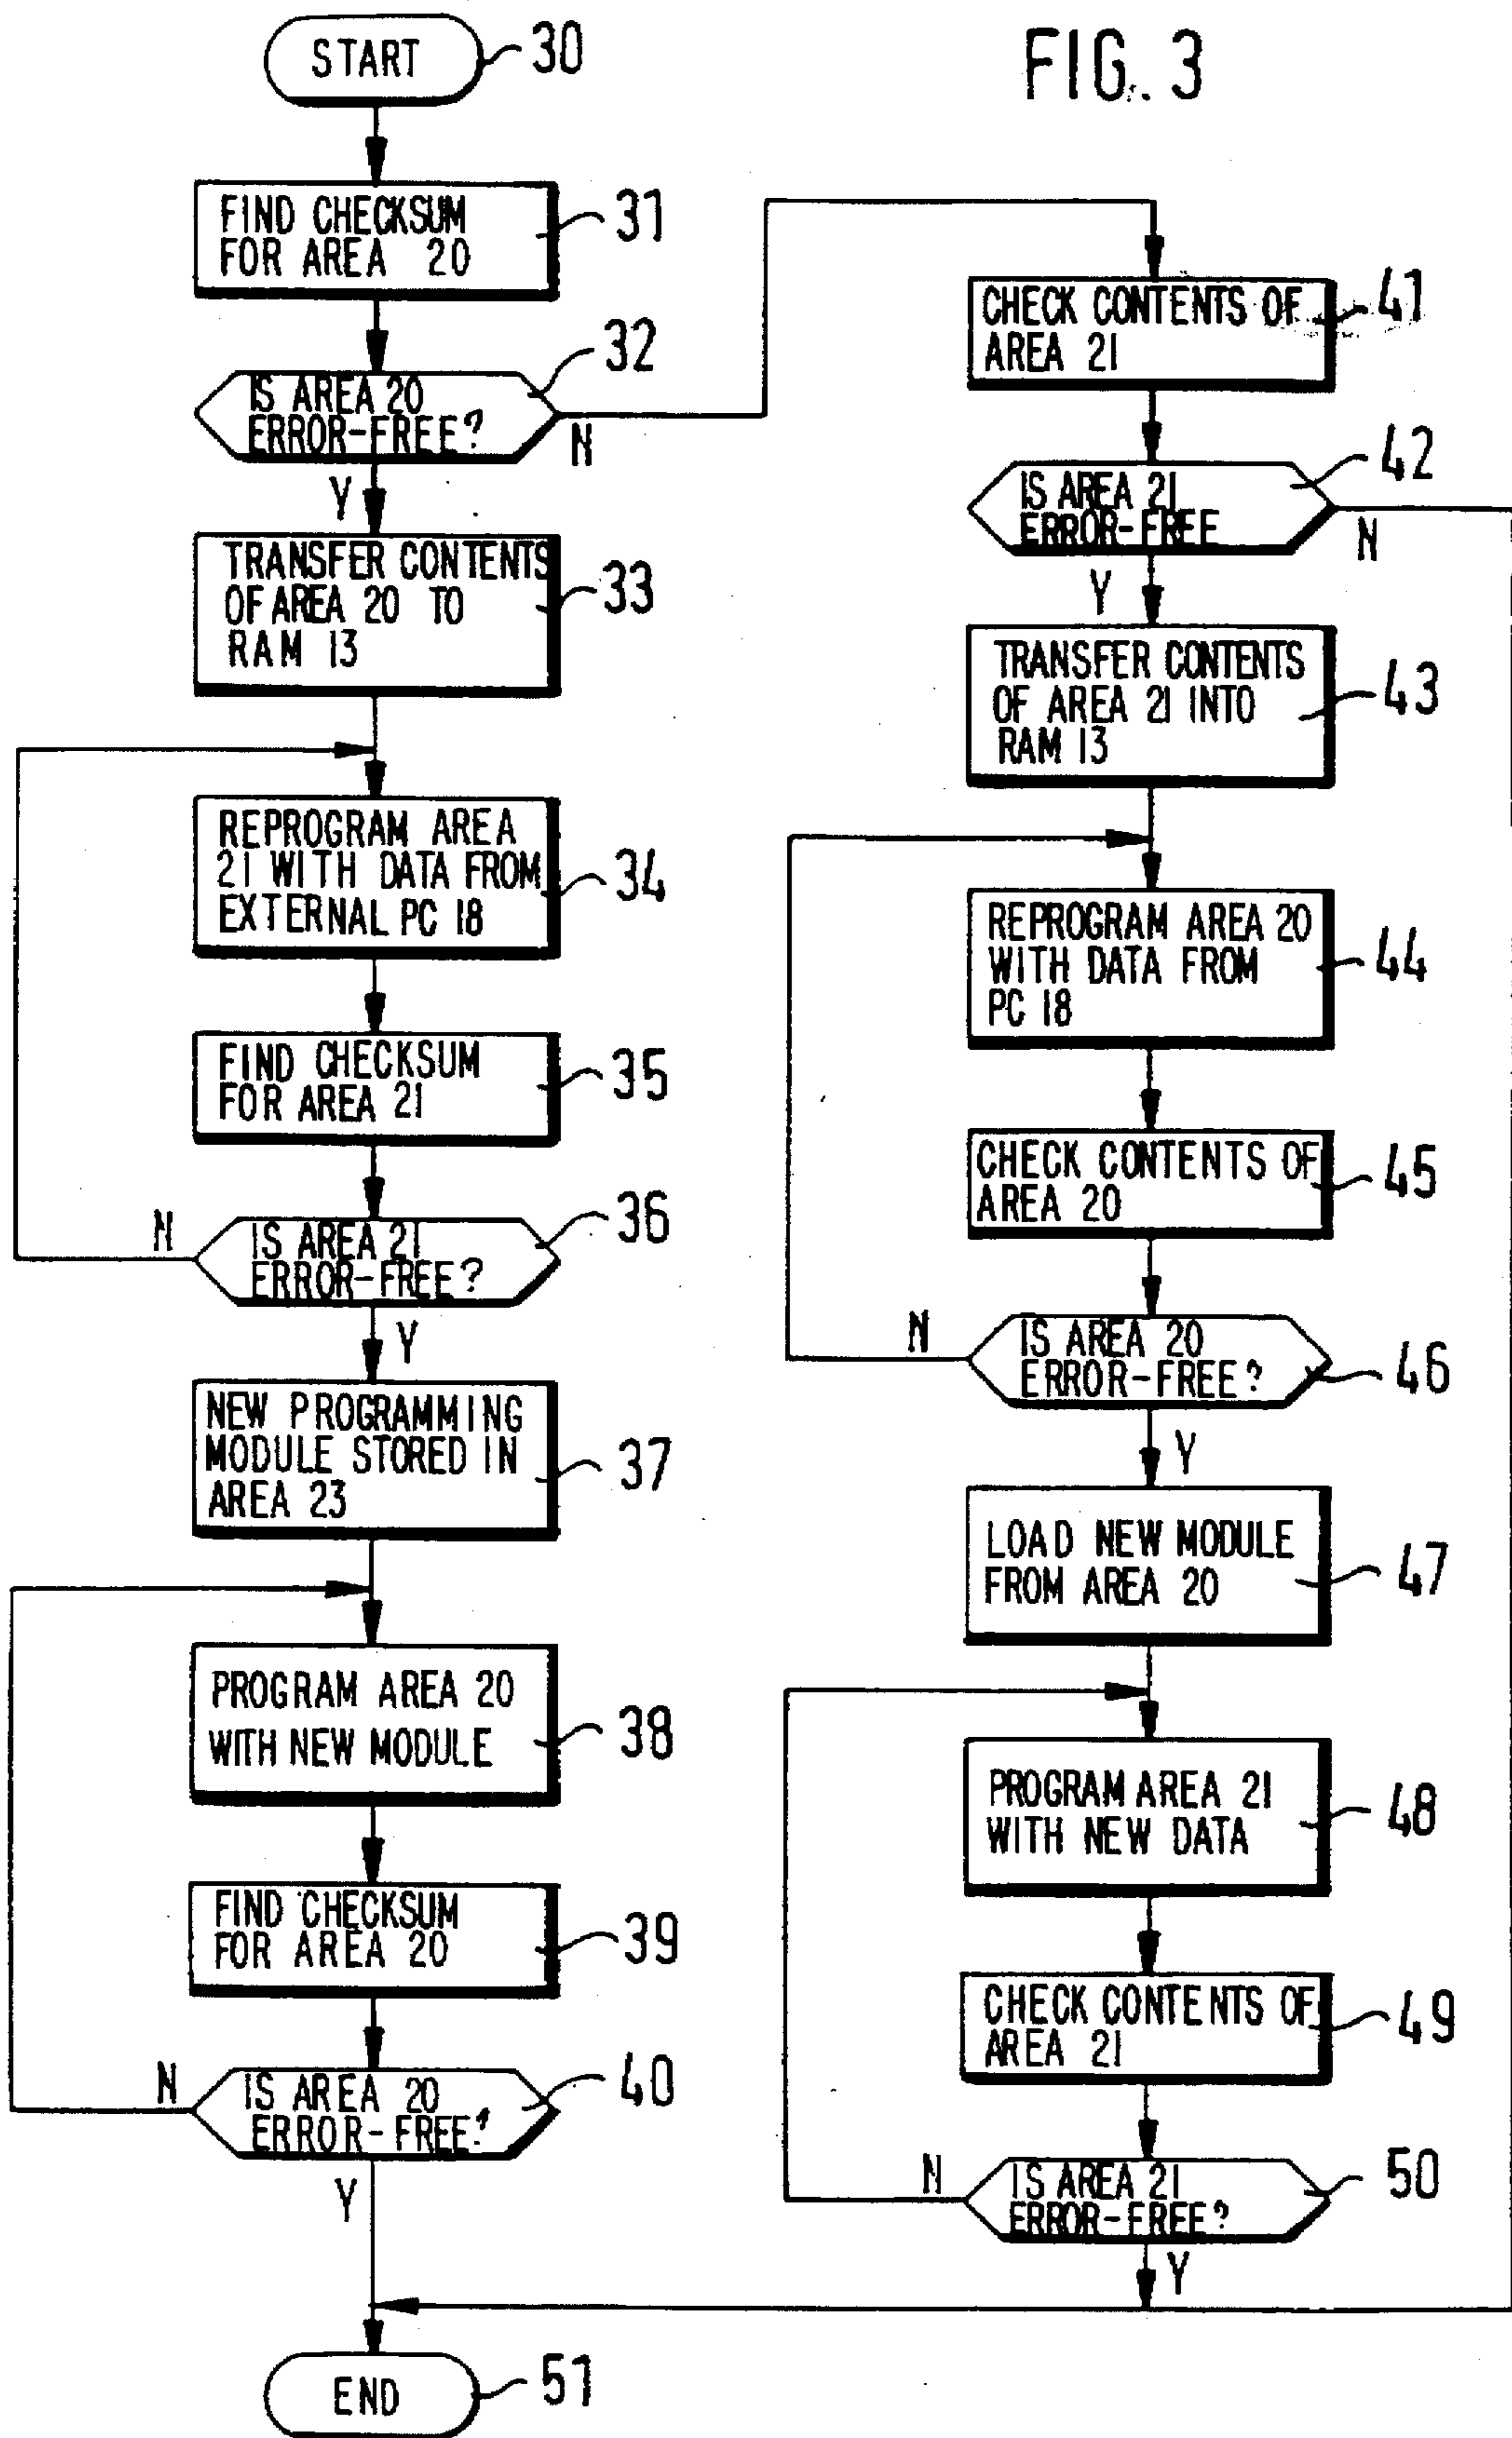 FIG. 3
START
30
FIND CHECKSUM
FOR AREA 20
31
IS AREA 20
ERROR-FREE?
32
N
Y
TRANSFER CONTENTS
OF AREA 20 TO
RAM 13
33
REPROGRAM AREA
21 WITH DATA FROM
EXTERNAL PC 18
34
FIND CHECKSUM
FOR AREA 21
35
IS AREA 21
ERROR-FREE?
36
N
Y
NEW PROGRAMMING
MODULE STORED IN
AREA 23
37
PROGRAM AREA 20
WITH NEW MODULE
38
FIND CHECKSUM
FOR AREA 20
39
IS AREA 20
ERROR-FREE?
40
N
Y
CHECK CONTENTS OF
AREA 21
41
IS AREA 21
ERROR-FREE
42
N
Y
TRANSFER CONTENTS
OF AREA 21 INTO
RAM 13
43
REPROGRAM AREA 20
WITH DATA FROM
PC 18
44
CHECK CONTENTS OF
AREA 20
45
IS AREA 20
ERROR-FREE?
46
N
Y
LOAD NEW MODULE
FROM AREA 20
47
PROGRAM AREA 21
WITH NEW DATA
48
CHECK CONTENTS OF
AREA 21
49
IS AREA 21
ERROR-FREE?
50
N
Y
END
51